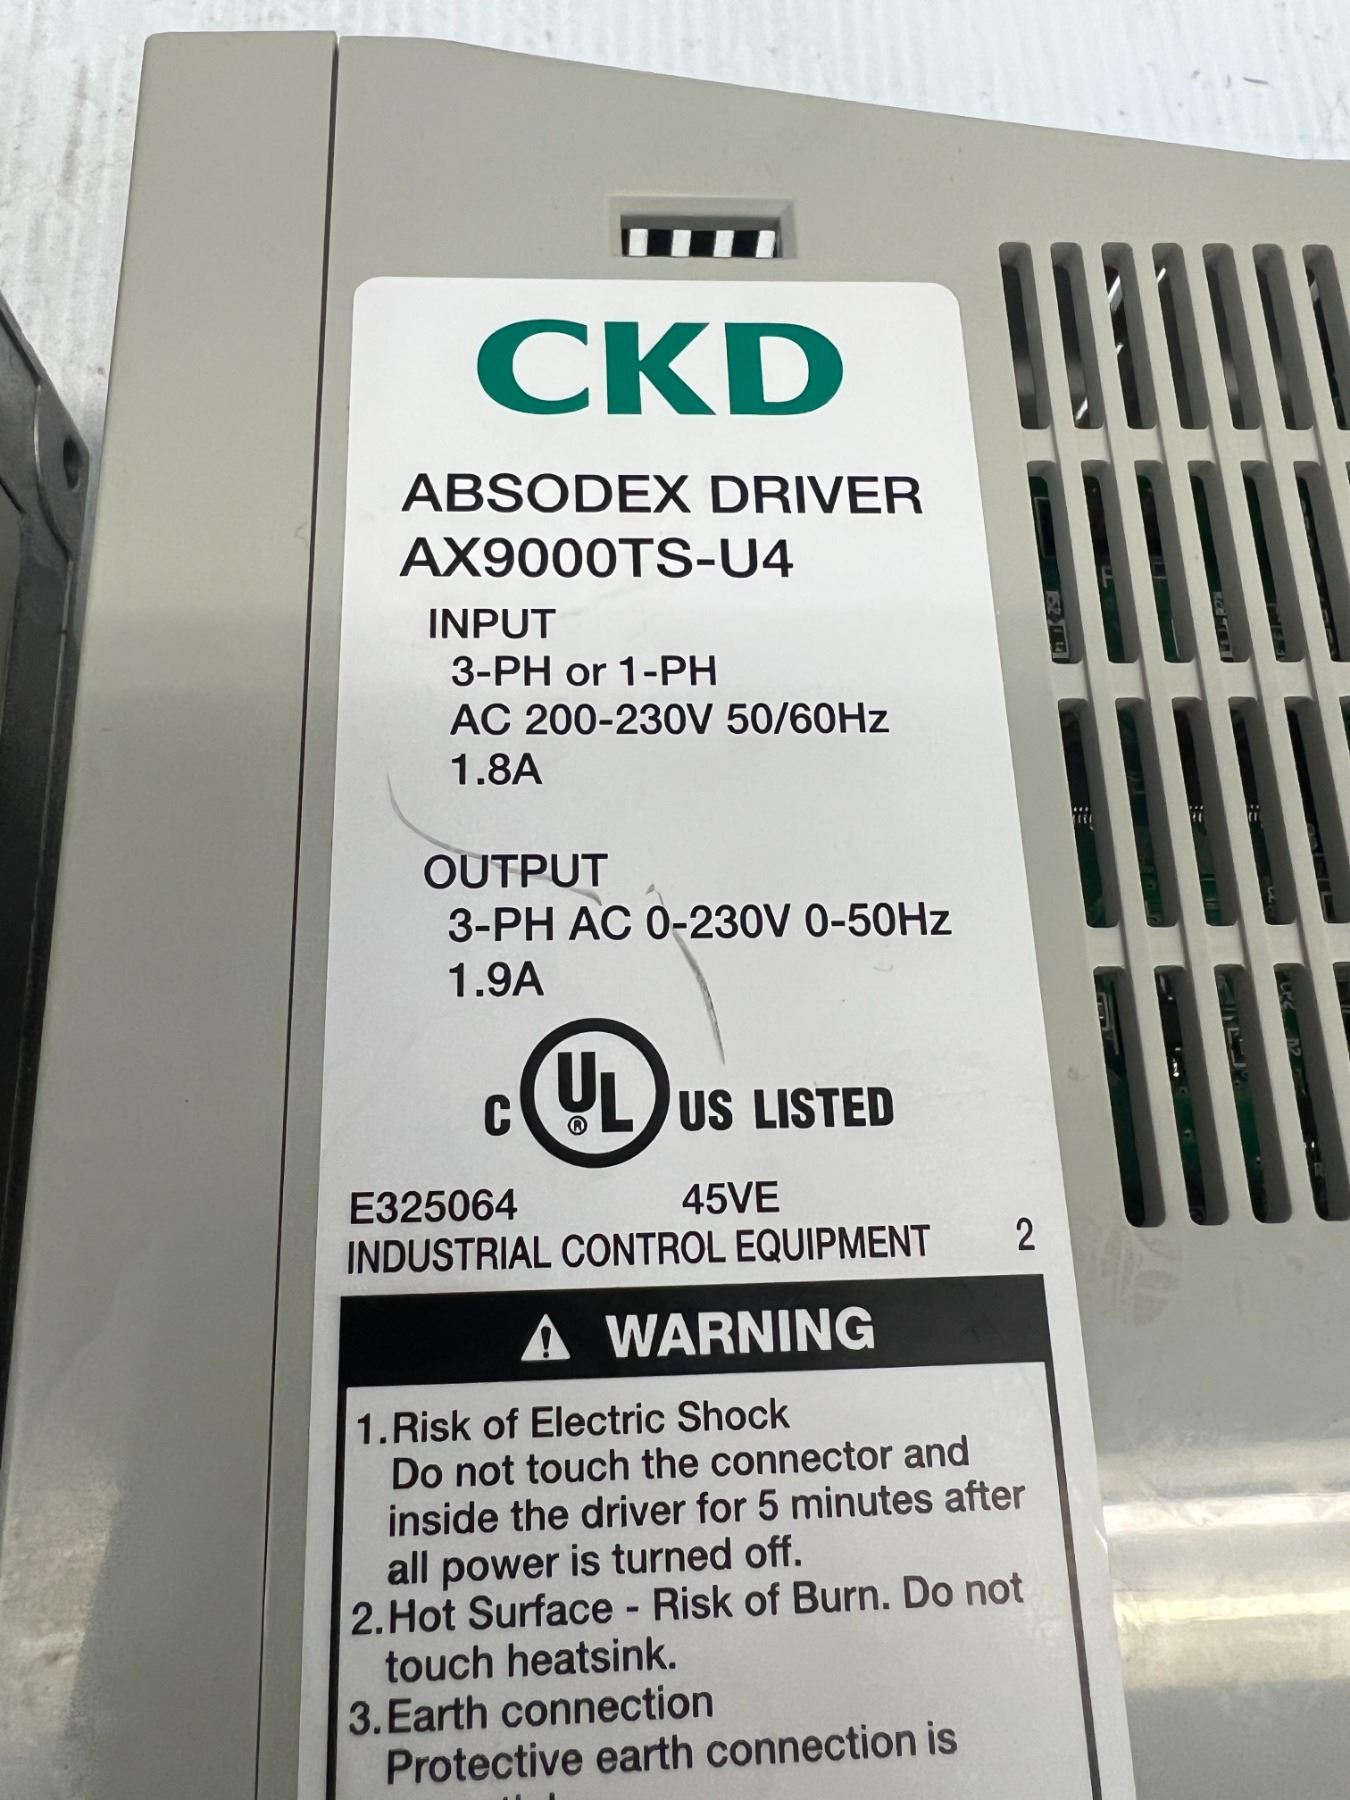 CKD
ABSODEX DRIVER
AX9000TS-U4
INPUT
3-PH or 1-PH
AC 200-230V 50/60Hz
1.8A
OUTPUT
3-PH AC 0-230V 0-50Hz
1.9A
C UL ® US LISTED
E325064 45VE
INDUSTRIAL CONTROL EQUIPMENT 2
WARNING
1.Risk of Electric Shock
Do not touch the connector and
inside the driver for 5 minutes after
all power is turned off.
2.Hot Surface - Risk of Burn. Do not
touch heatsink.
3.Earth connection
Protective earth connection is